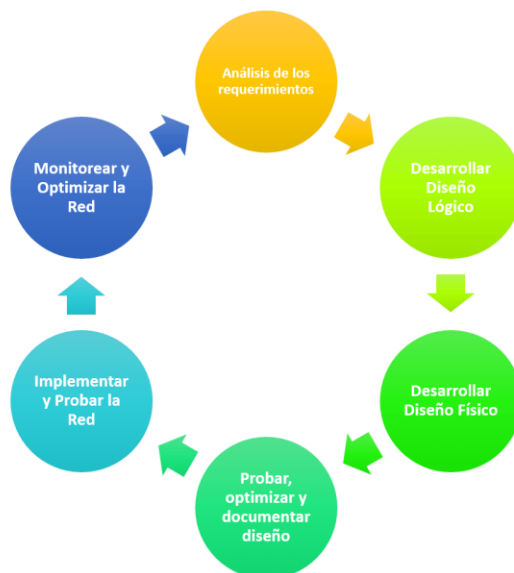 Análisis de los
requerimientos
Desarrollar
Diseño
Lógico
Desarrollar
Diseño Físico
Probar,
optimizar y
documentar
diseño
Implementar
y Probar la
Red
Monitorear y
Optimizar la
Red